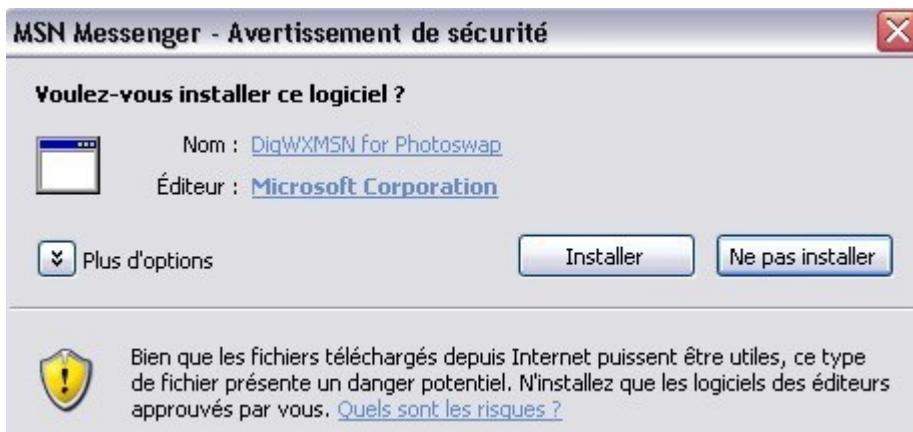 MSN Messenger - Avertissement de sécurité
Voulez-vous installer ce logiciel ?
Nom : DigWXMSN for Photoswap
Éditeur : Microsoft Corporation
Plus d'options
Installer
Ne pas installer
Bien que les fichiers téléchargés depuis Internet puissent être utiles, ce type
de fichier présente un danger potentiel. N'installez que les logiciels des éditeurs
approuvés par vous. Quels sont les risques ?